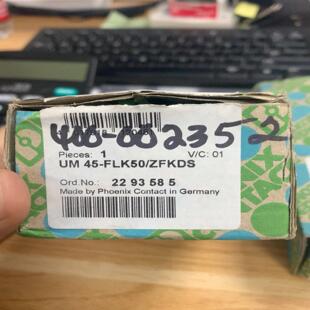 400-002352
Pieces: 1 V/C: 01
UM 45-FLK50/ZFKDS
Ord.No.: 22 93 58 5
Made by Phoenix Contact in Germany